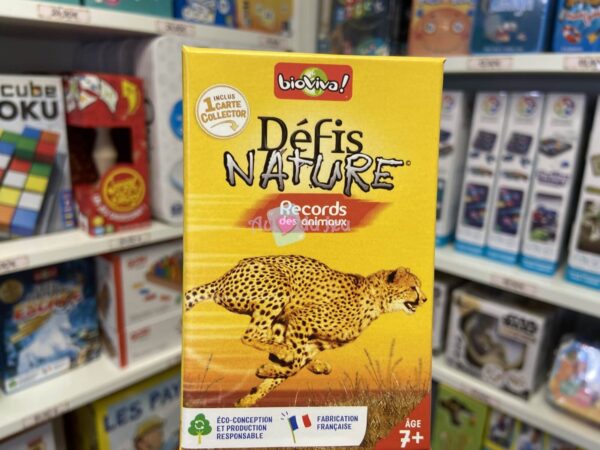 bioviva!
1 INCLUS
CARTE
COLLECTOR
Défis
NATURE ©
Records
des animaux
ÉCO-CONCEPTION
ET PRODUCTION
RESPONSABLE
FABRICATION
FRANÇAISE
ÂGE
7+
cube
OKU
LES PAY